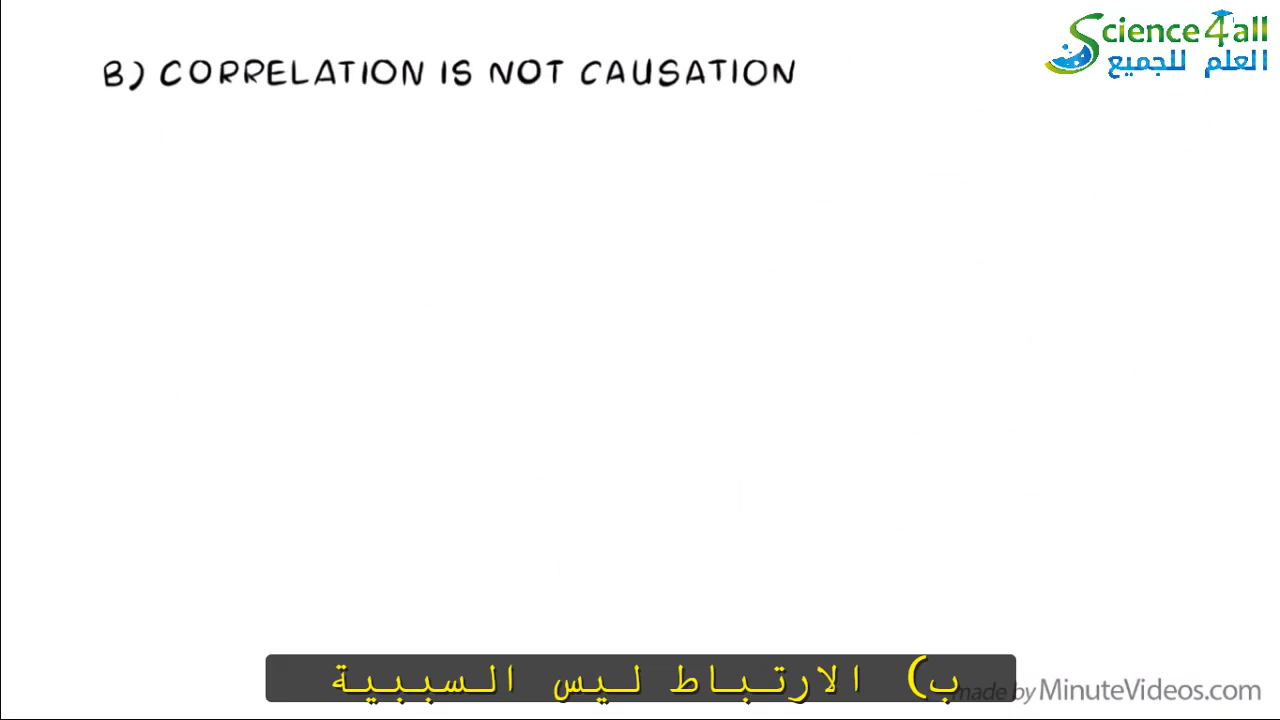 Science4all
العلم للجميع
B) CORRELATION IS NOT CAUSATION
ب) الارتباط ليس السببية
made by MinuteVideos.com